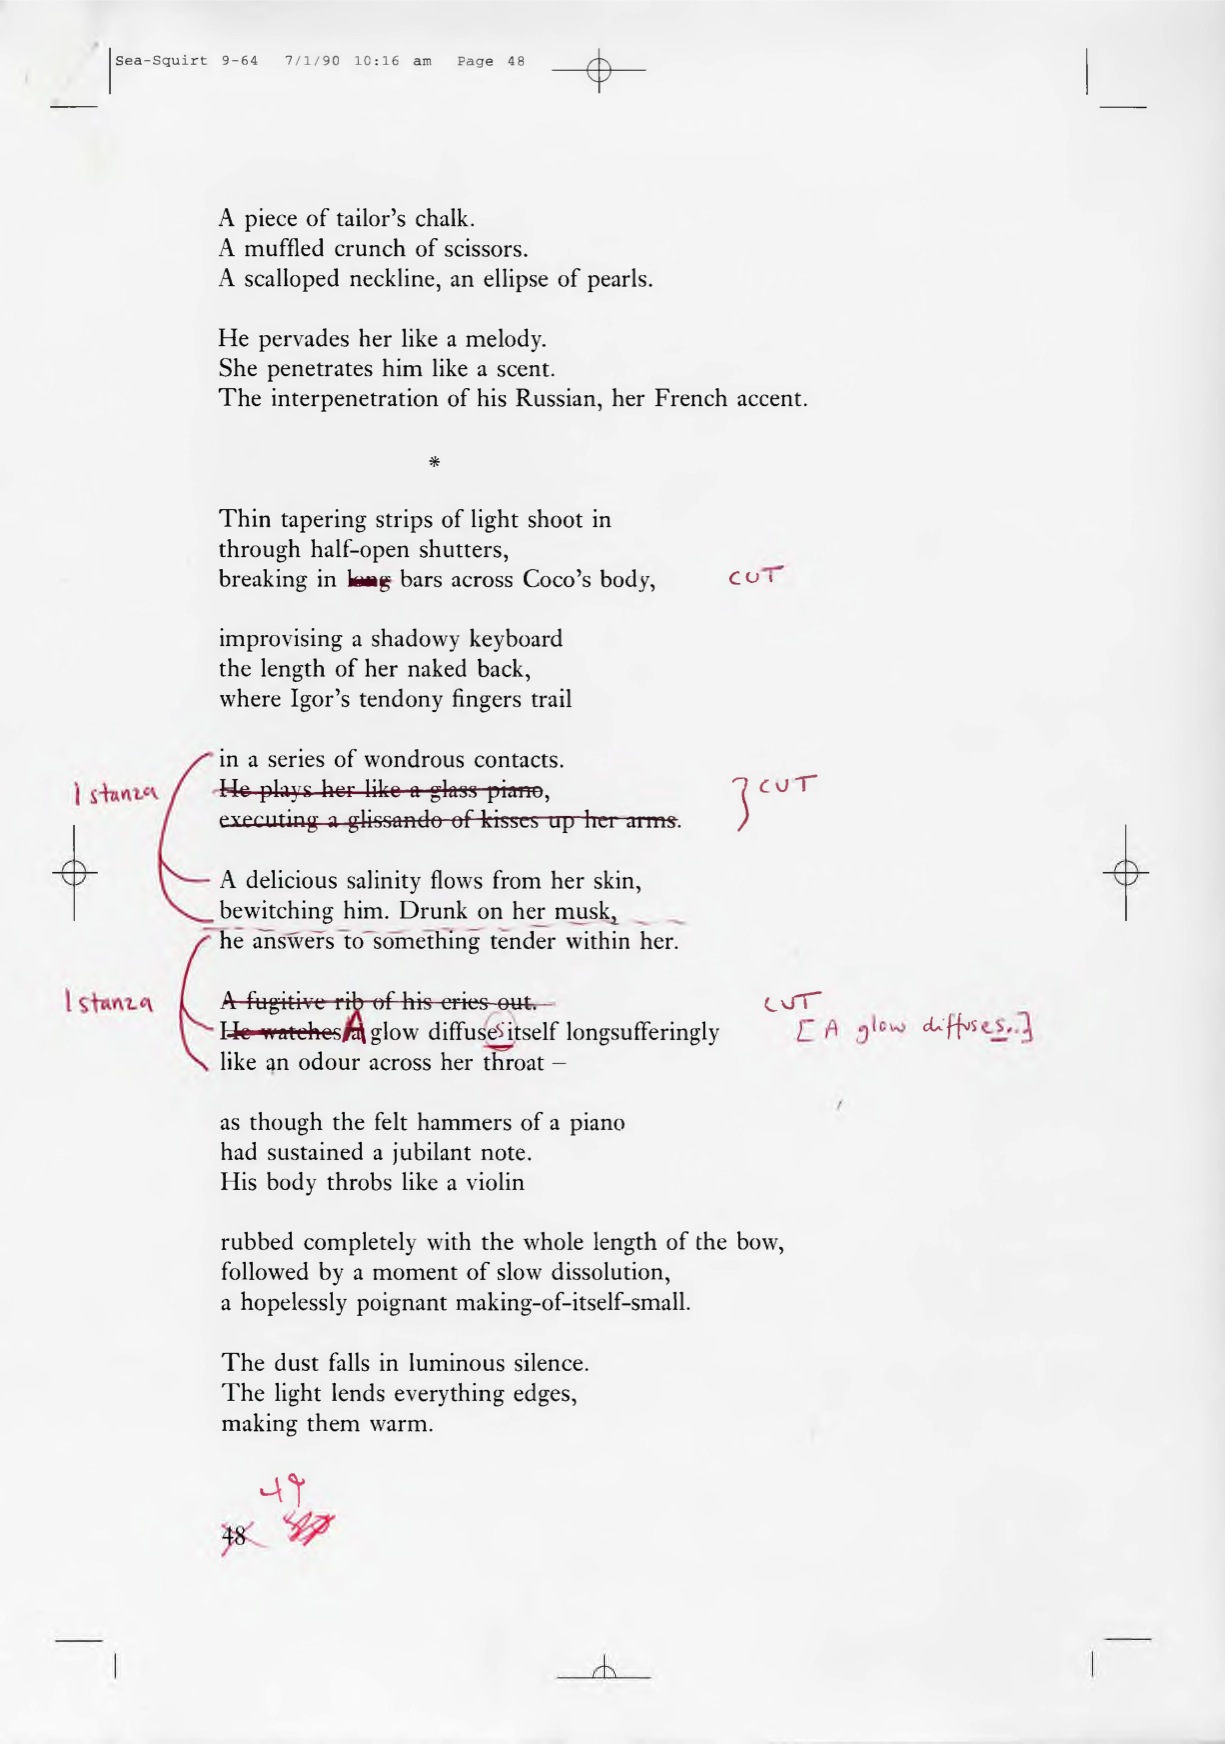 Sea-Squirt 9-64 7/1/90 10:16 am Page 48
A piece of tailor’s chalk.
A muffled crunch of scissors.
A scalloped neckline, an ellipse of pearls.
He pervades her like a melody.
She penetrates him like a scent.
The interpenetration of his Russian, her French accent.
*
Thin tapering strips of light shoot in
through half-open shutters,
breaking in long bars across Coco’s body, CUT
improvising a shadowy keyboard
the length of her naked back,
where Igor’s tendony fingers trail
in a series of wondrous contacts.
1 stanza
He plays her like a glass piano, } CUT
executing a glissando of kisses up her arms.
A delicious salinity flows from her skin,
bewitching him. Drunk on her musk,
he answers to something tender within her.
1 stanza
A fugitive rib of his cries out. CUT
He watches a A glow diffuse s itself longsufferingly [A glow diffuses..]
like an odour across her throat –
as though the felt hammers of a piano
had sustained a jubilant note.
His body throbs like a violin
rubbed completely with the whole length of the bow,
followed by a moment of slow dissolution,
a hopelessly poignant making-of-itself-small.
The dust falls in luminous silence.
The light lends everything edges,
making them warm.
49
48